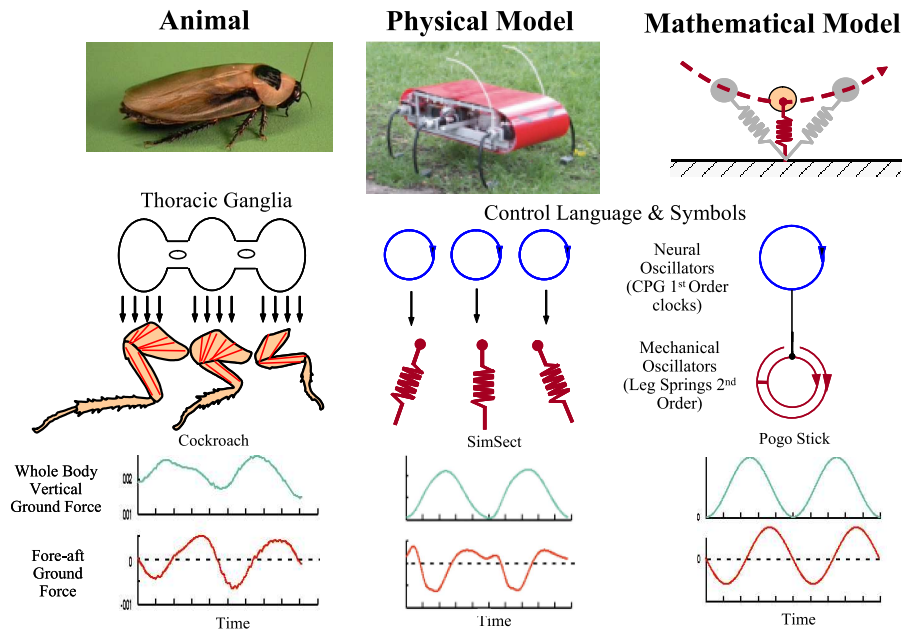 Animal
Physical Model
Mathematical Model
Thoracic Ganglia
Control Language & Symbols
Neural
Oscillators
(CPG 1st Order
clocks)
Mechanical
Oscillators
(Leg Springs 2nd
Order)
Cockroach
SimSect
Pogo Stick
Whole Body
Vertical
Ground Force
.002
.001
0
Fore-aft
Ground
Force
0
-.001
0
Time
Time
Time